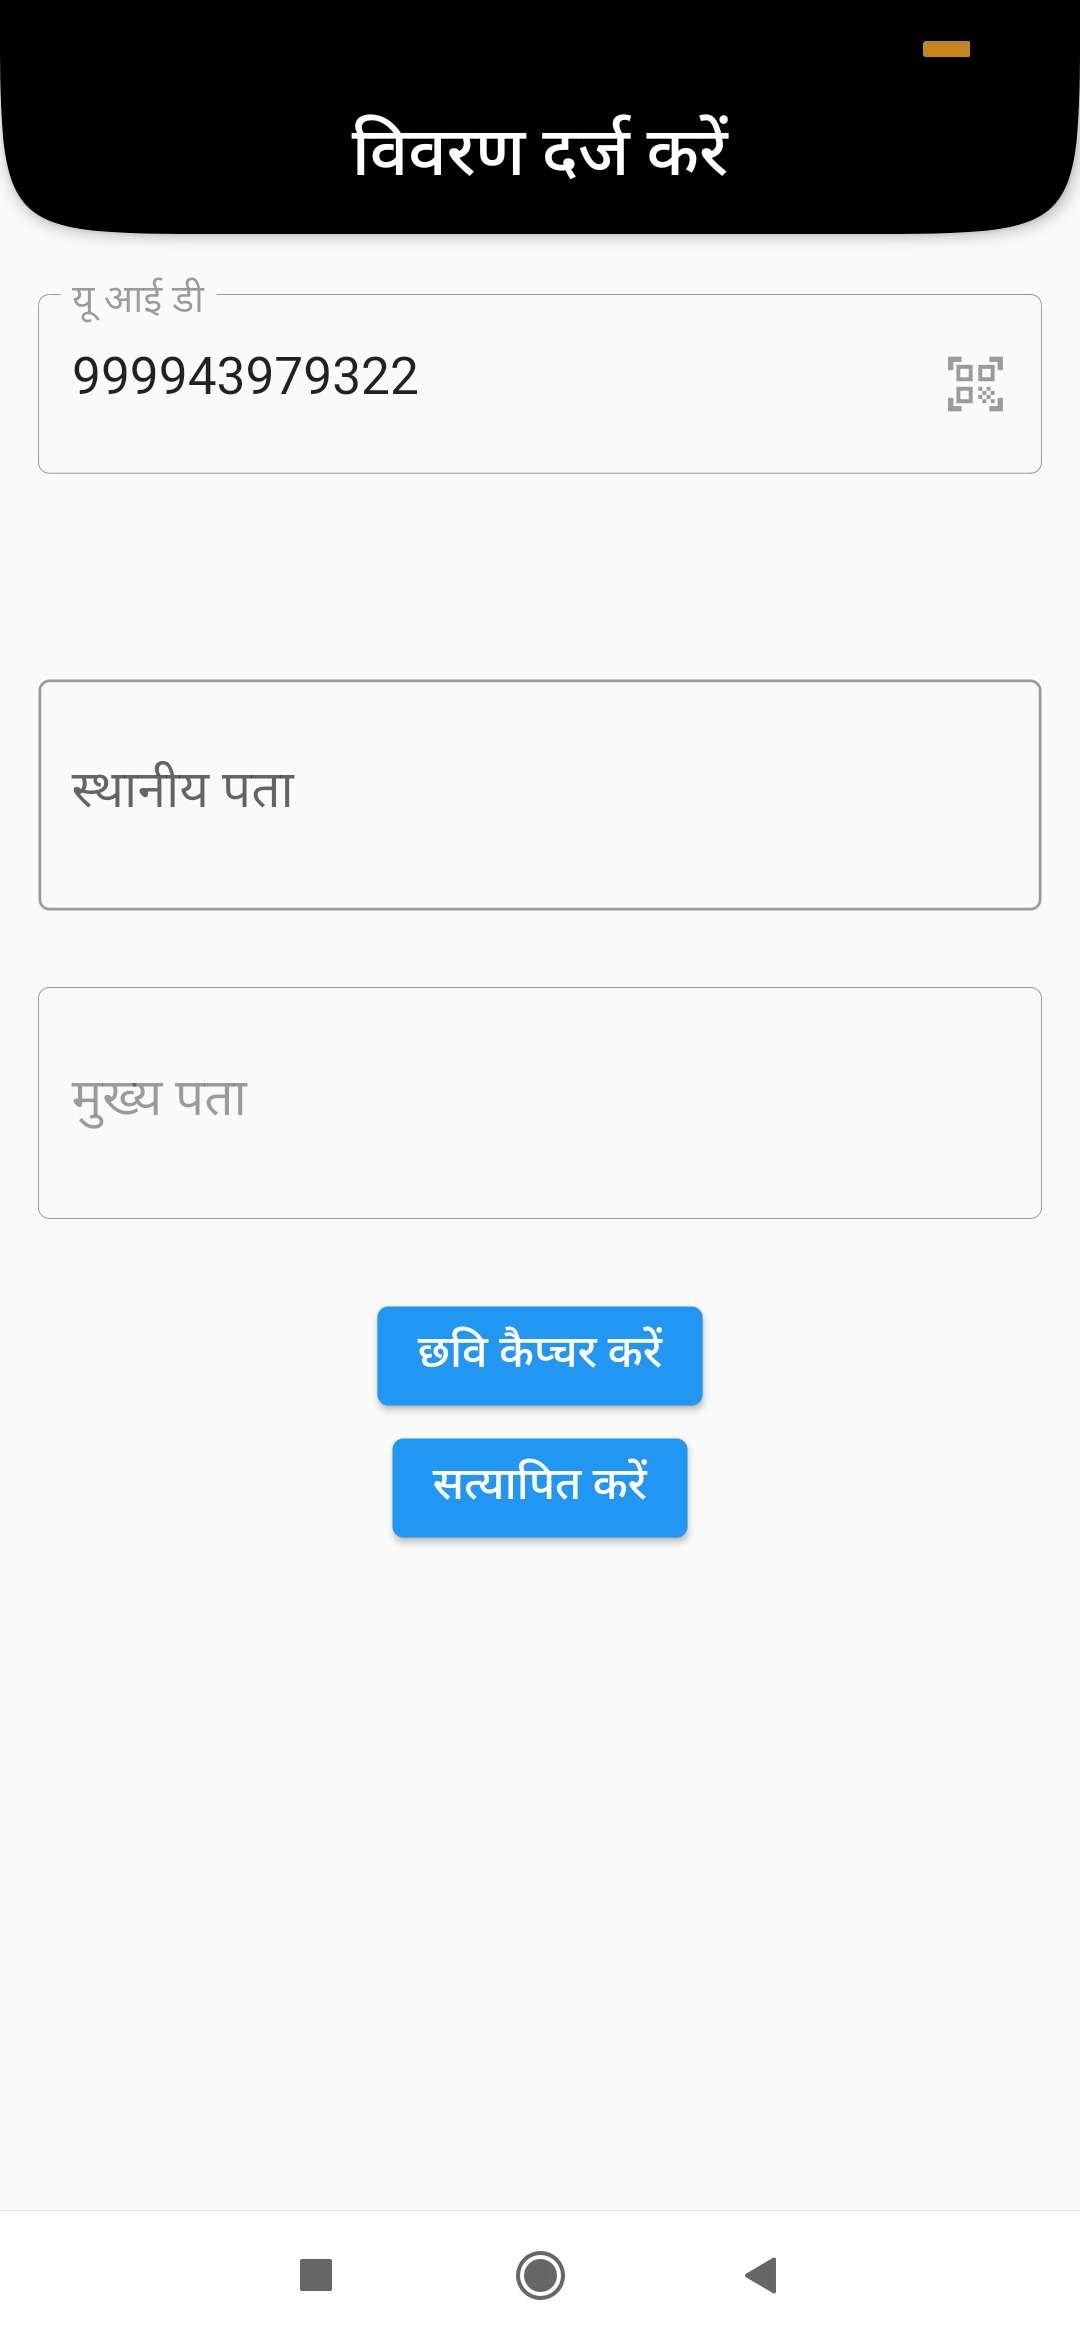 विवरण दर्ज करें
यू आई डी
999943979322
स्थानीय पता
मुख्य पता
छवि कैप्चर करें
सत्यापित करें